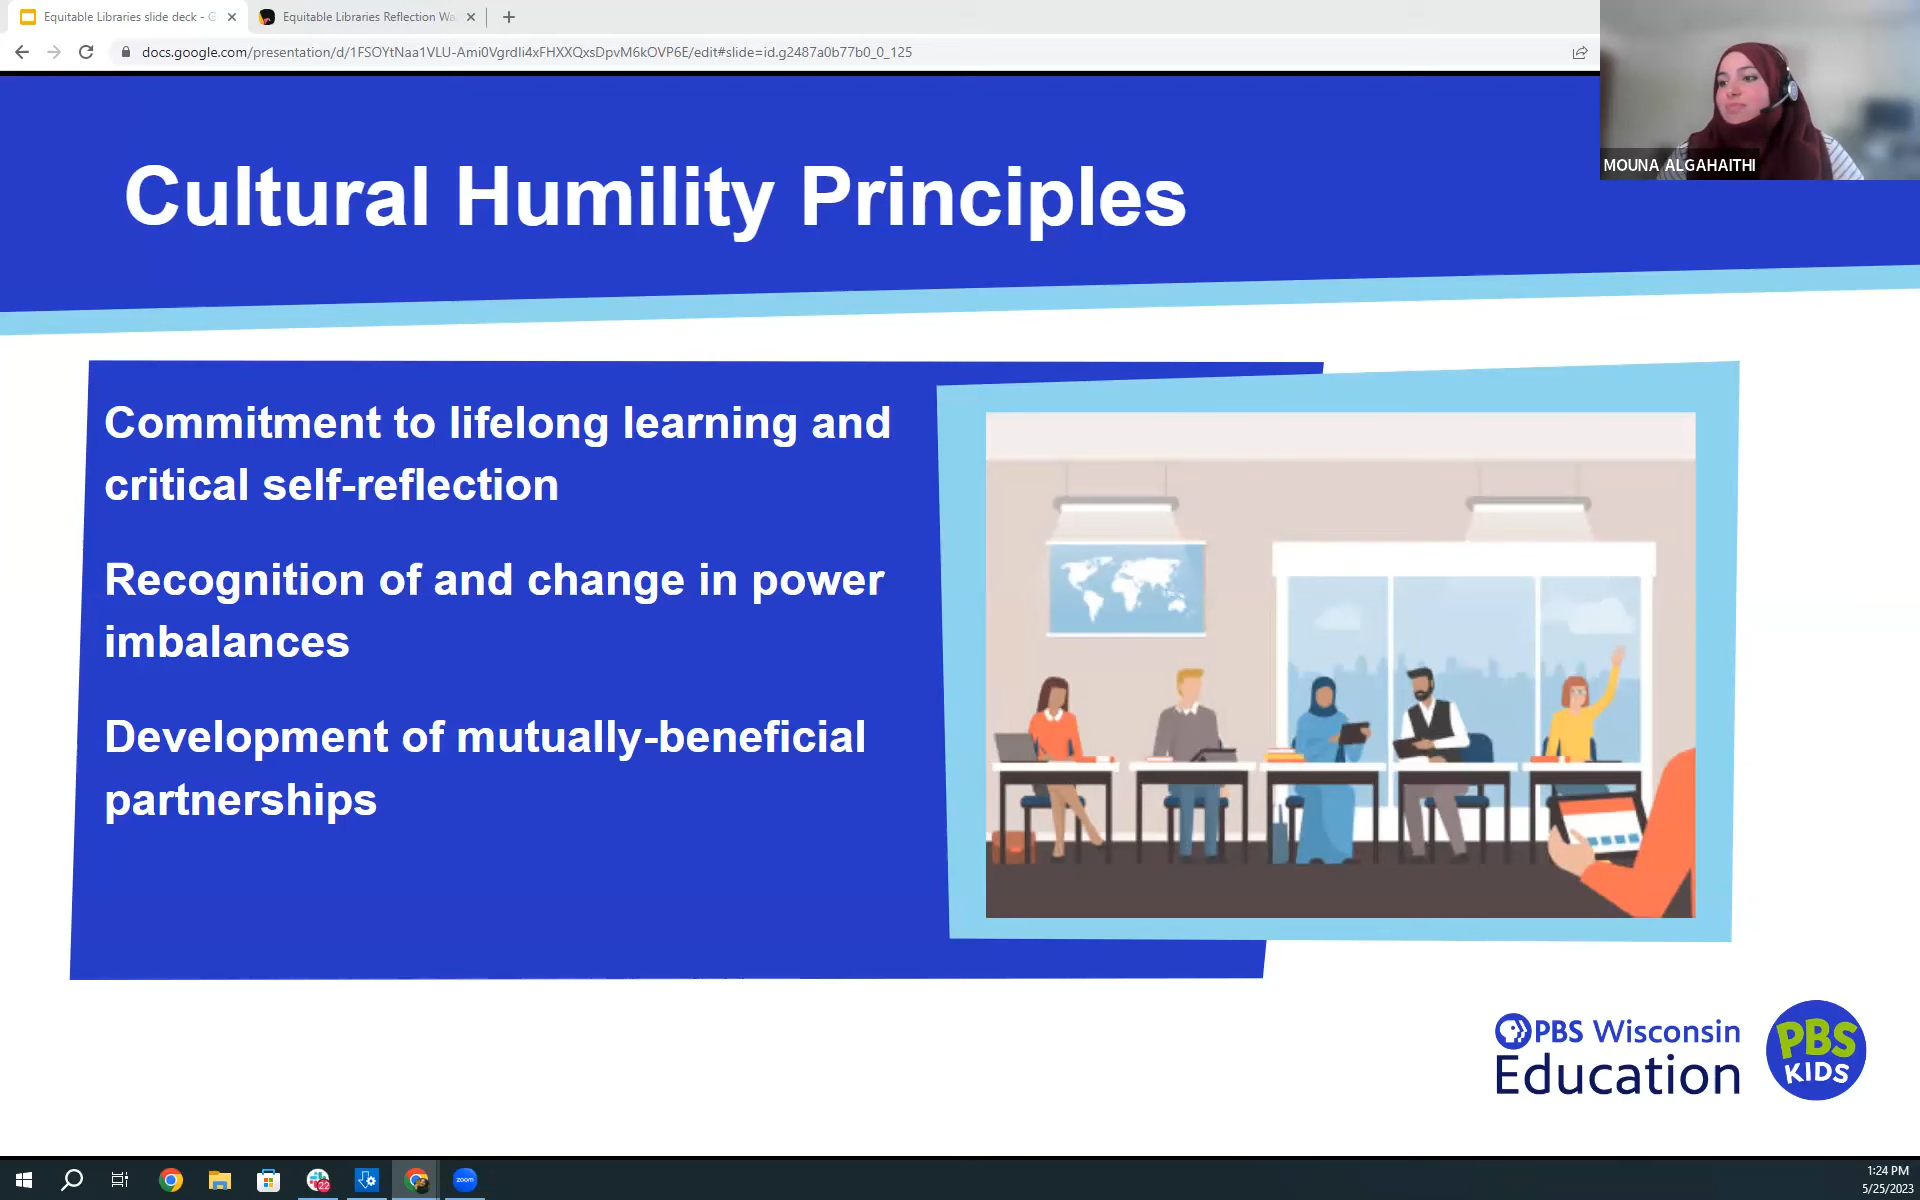 Equitable Libraries slide deck - G
Equitable Libraries Reflection Wa
docs.google.com/presentation/d/1FSOYtNaa1VLU-Ami0Vgrdli4xFHXXQxsDpvM6kOVP6E/edit#slide=id.g2487a0b77b0_0_125
MOUNA ALGAHAITHI
Cultural Humility Principles
Commitment to lifelong learning and
critical self-reflection
Recognition of and change in power
imbalances
Development of mutually-beneficial
partnerships
PBS Wisconsin
Education
PBS
KIDS
22
zoom
1:24 PM
5/25/2023